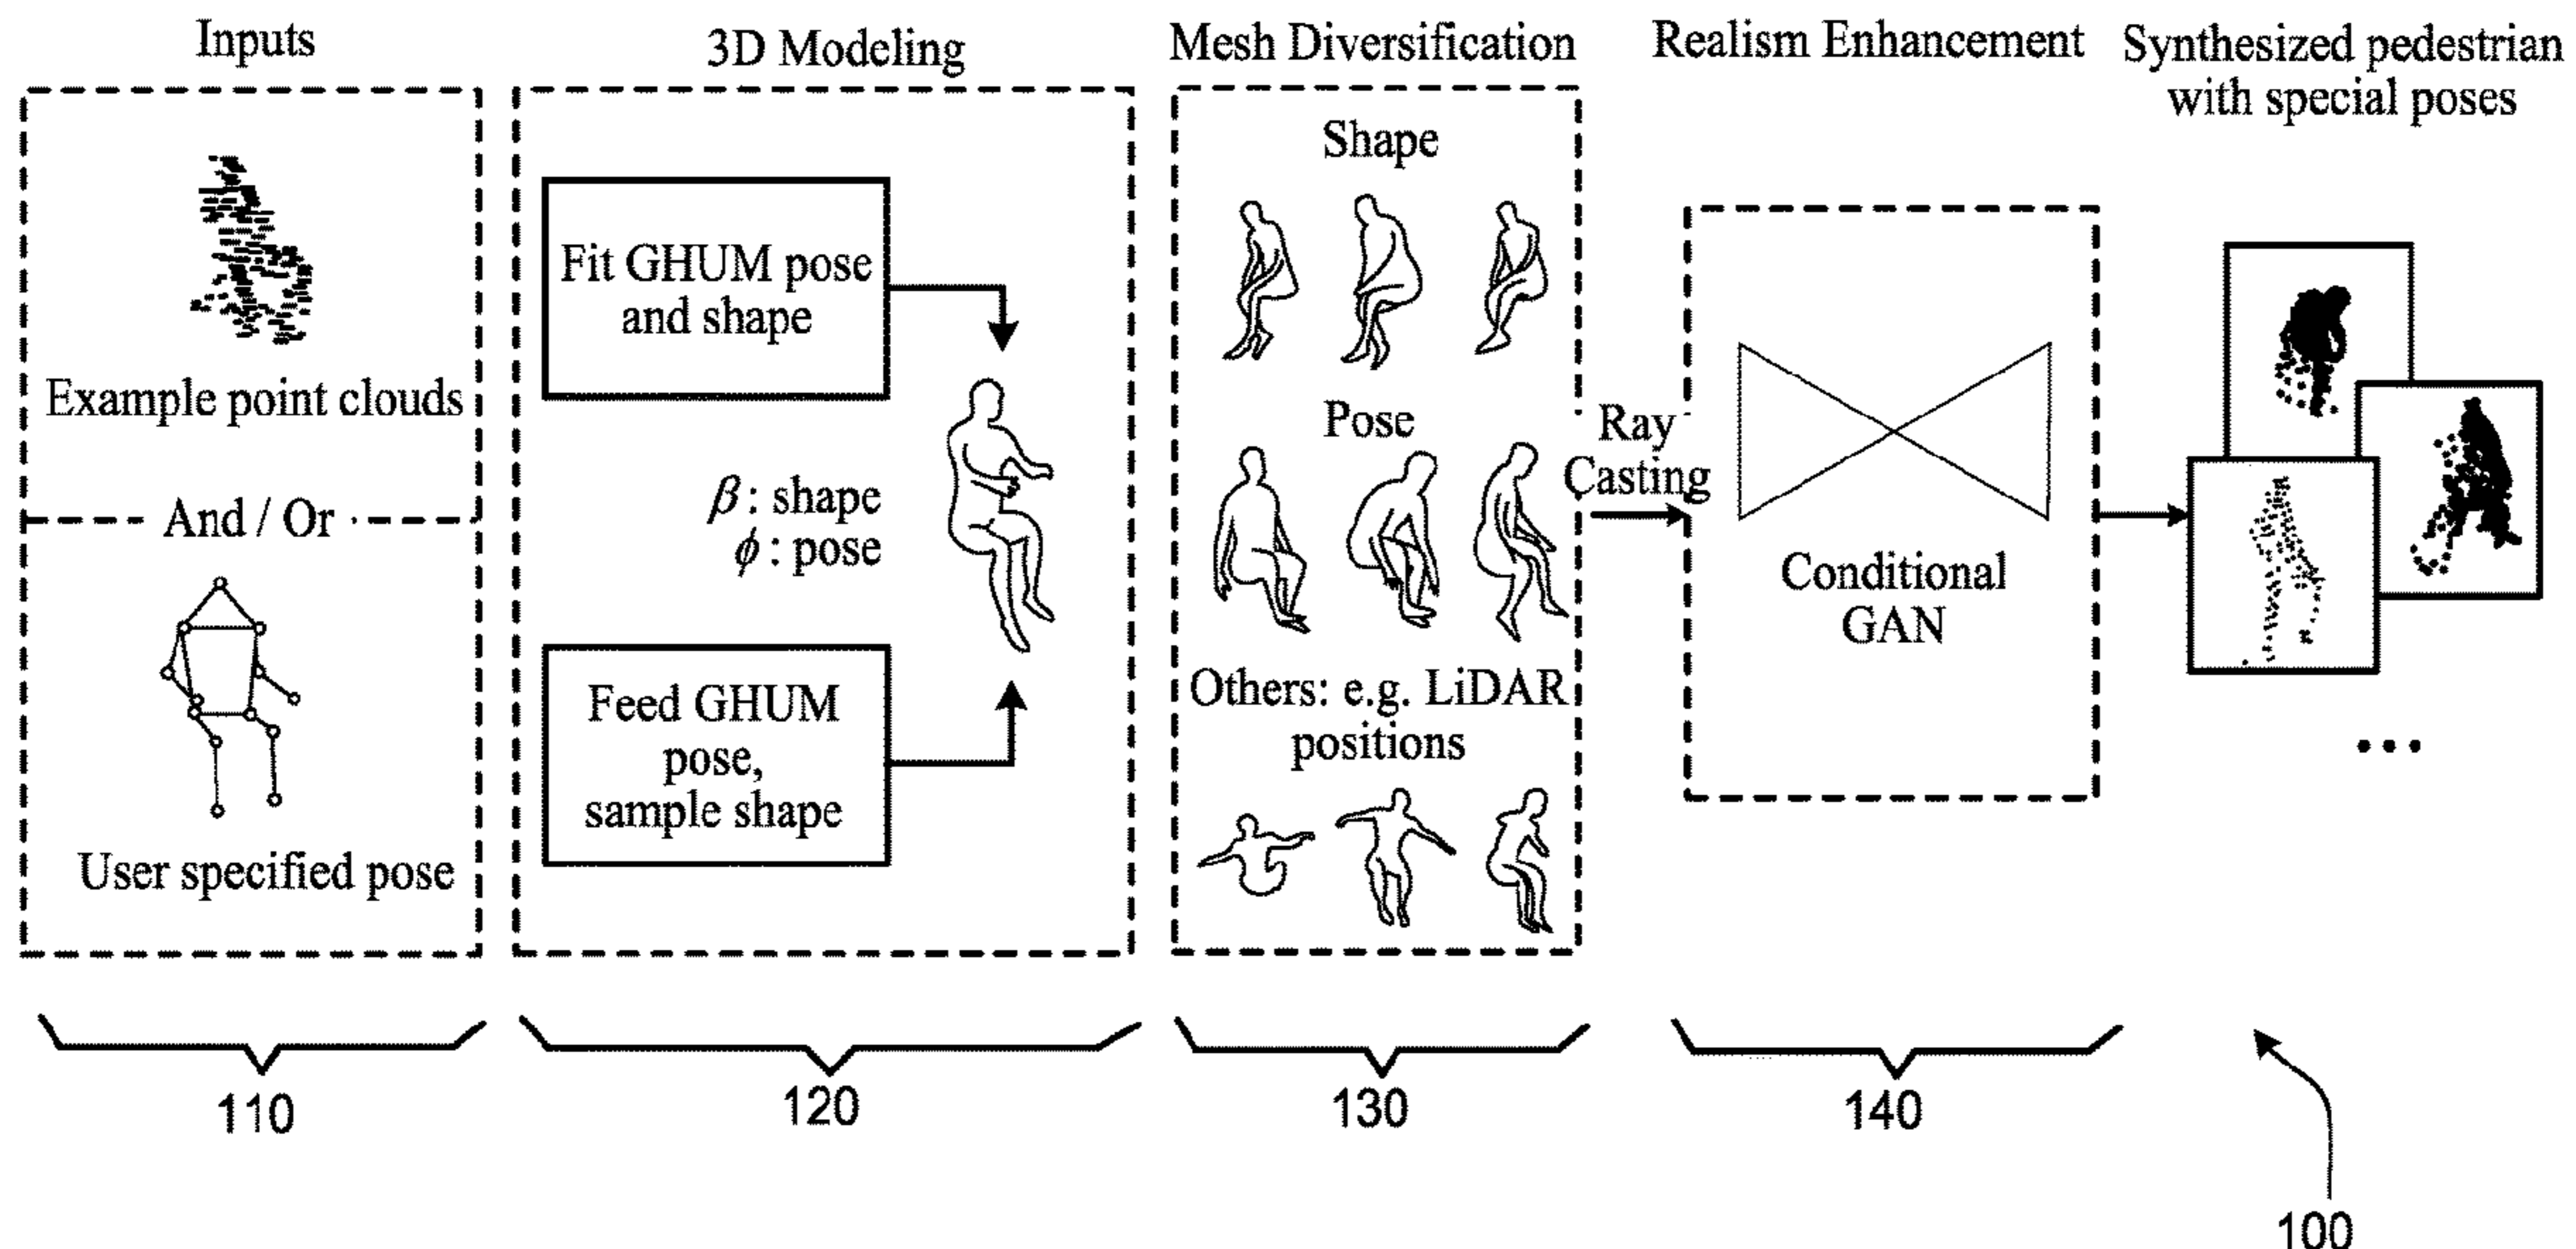 Inputs
Example point clouds
And / Or
User specified pose
110
3D Modeling
Fit GHUM pose
and shape
β : shape
ϕ : pose
Feed GHUM
pose,
sample shape
120
Mesh Diversification
Shape
Pose
Others: e.g. LiDAR
positions
130
Ray
Casting
Realism Enhancement
Conditional
GAN
140
Synthesized pedestrian
with special poses
...
100